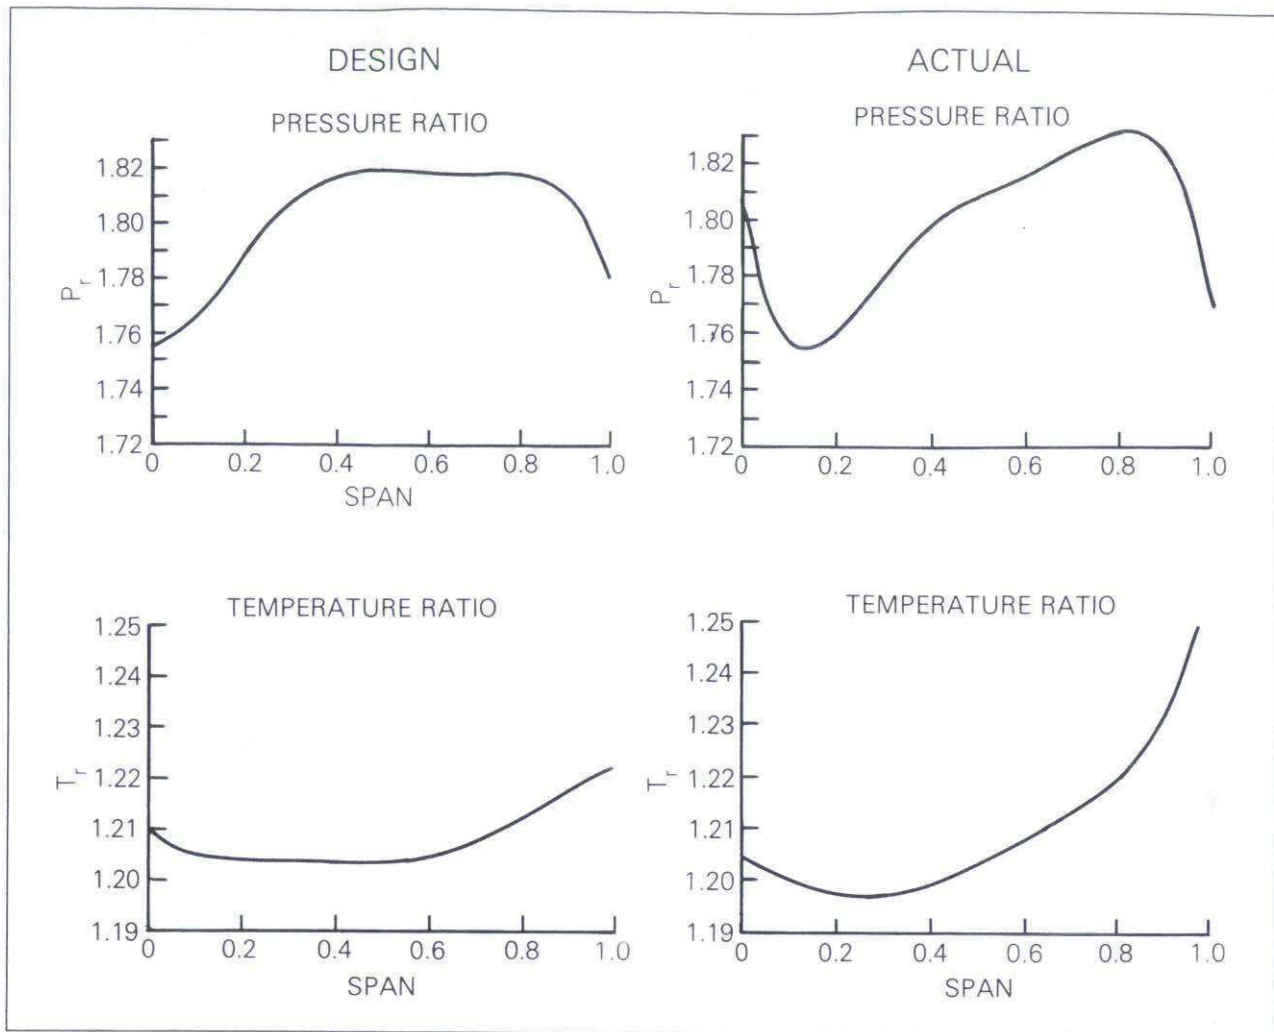 DESIGN
PRESSURE RATIO
1.82
1.80
1.78
1.76
1.74
1.72
P_r
0 0.2 0.4 0.6 0.8 1.0
SPAN
ACTUAL
PRESSURE RATIO
1.82
1.80
1.78
1.76
1.74
1.72
P_r
0 0.2 0.4 0.6 0.8 1.0
TEMPERATURE RATIO
1.25
1.24
1.23
1.22
1.21
1.20
1.19
T_r
0 0.2 0.4 0.6 0.8 1.0
SPAN
TEMPERATURE RATIO
1.25
1.24
1.23
1.22
1.21
1.20
1.19
T_r
0 0.2 0.4 0.6 0.8 1.0
SPAN